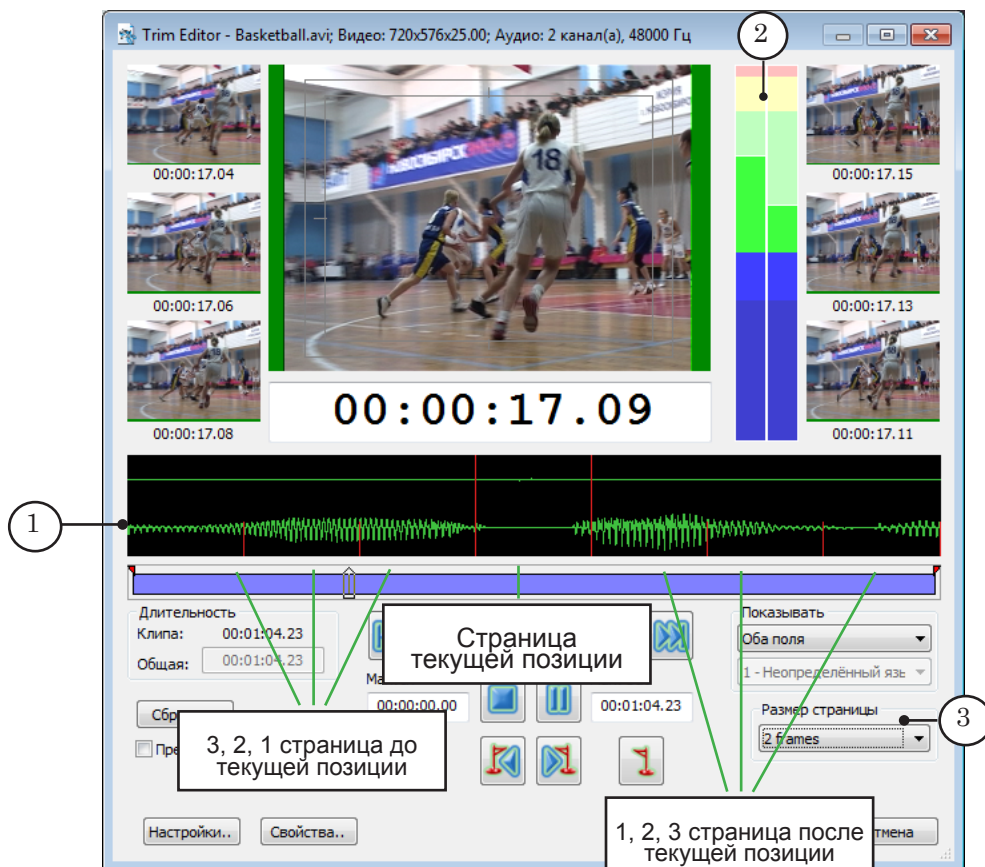 Trim Editor - Basketball.avi; Видео: 720x576x25.00; Аудио: 2 канал(а), 48000 Гц
2
НОВОСИБИРСК
18
00:00:17.04
00:00:17.15
00:00:17.06
00:00:17.13
00:00:17.08
00:00:17.09
00:00:17.11
1
Длительность
Клипа: 00:01:04.23
Общая: 00:01:04.23
Страница
текущей позиции
Показывать
Оба поля
1 - Неопределённый язь
00:00:00.00
00:01:04.23
Размер страницы
2 frames
3
3, 2, 1 страница до
текущей позиции
1, 2, 3 страница после
текущей позиции
Настройки..
Свойства..